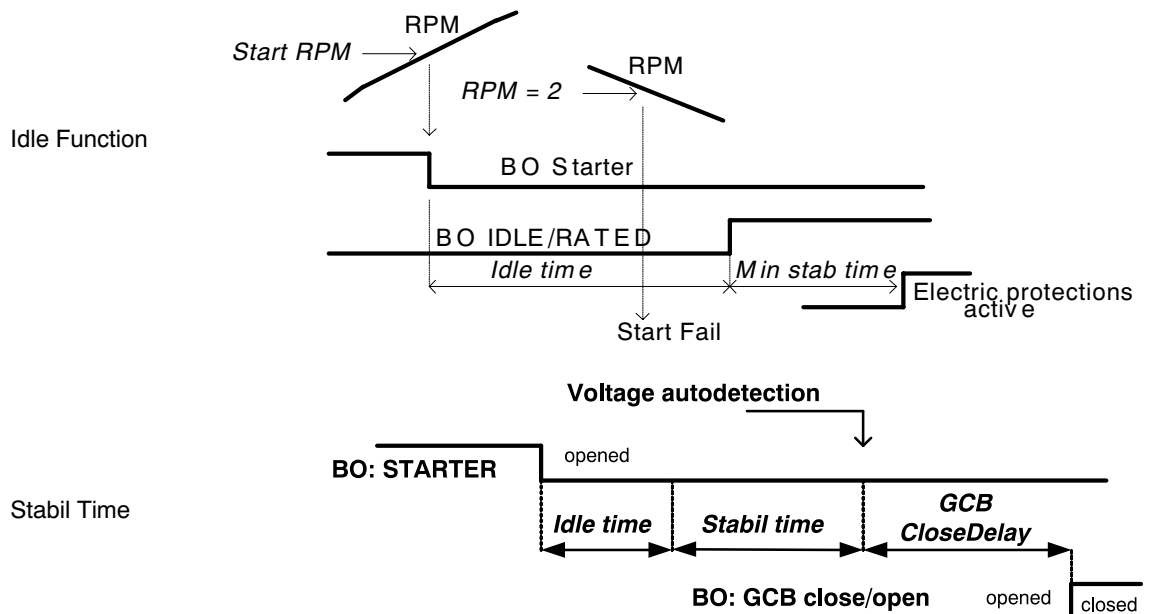 RPM
Start RPM
RPM
RPM = 2
Idle Function
BO Starter
BO IDLE/RATED
Idle time
Min stab time
Electric protections
active
Start Fail
Voltage autodetection
opened
BO: STARTER
Stabil Time
Idle time
Stabil time
GCB
CloseDelay
BO: GCB close/open
opened
closed